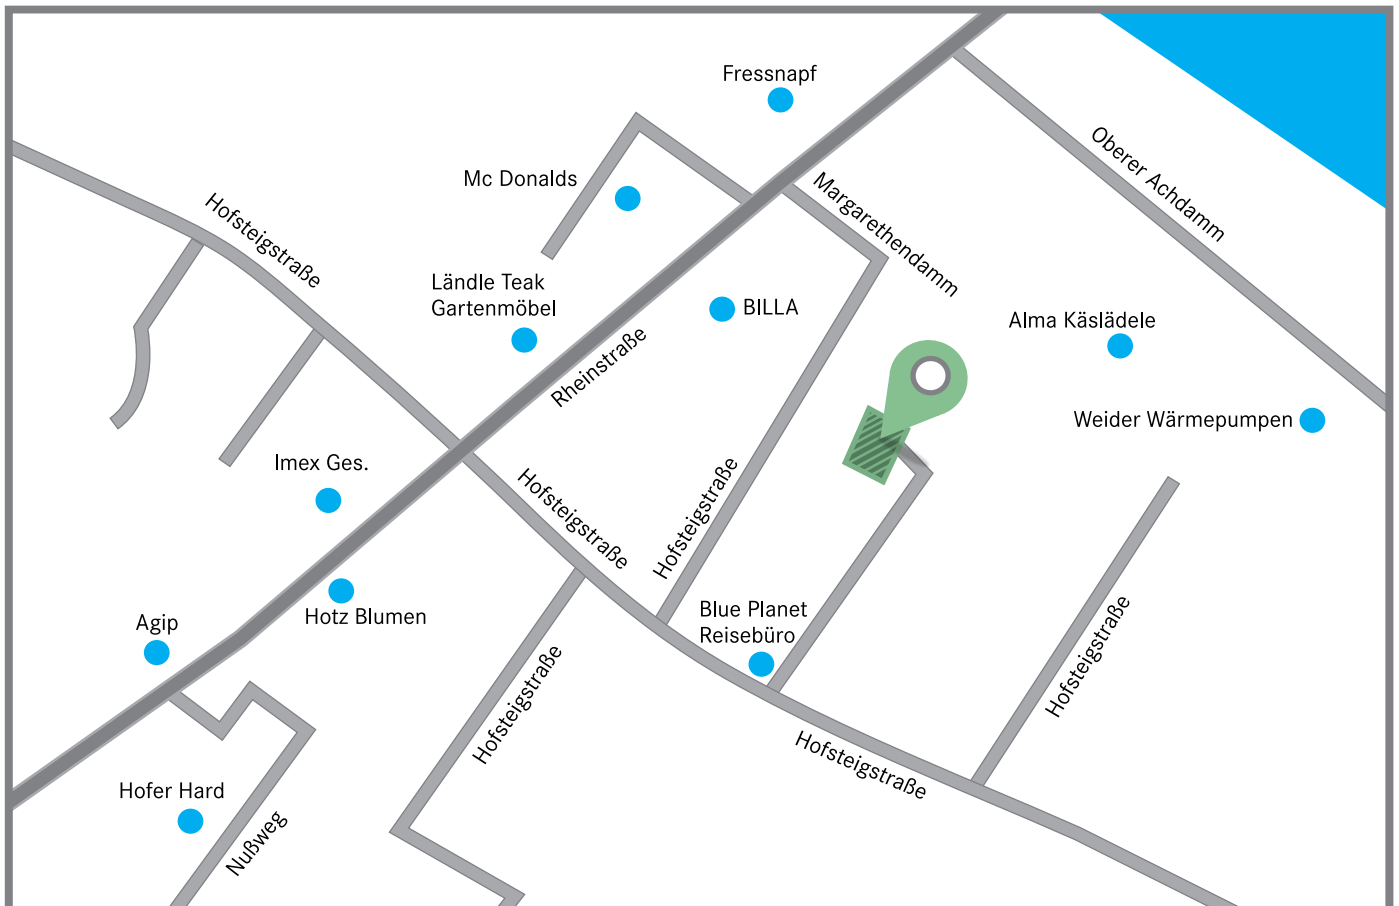 Fressnapf
Oberer Achdamm
Mc Donalds
Margarethendamm
Hofsteigstraße
Ländle Teak
Gartenmöbel
BILLA
Alma Käslädele
Rheinstraße
Weider Wärmepumpen
Imex Ges.
Hofsteigstraße
Hofsteigstraße
Hotz Blumen
Agip
Blue Planet
Reisebüro
Hofsteigstraße
Hofsteigstraße
Hofsteigstraße
Hofer Hard
Nußweg